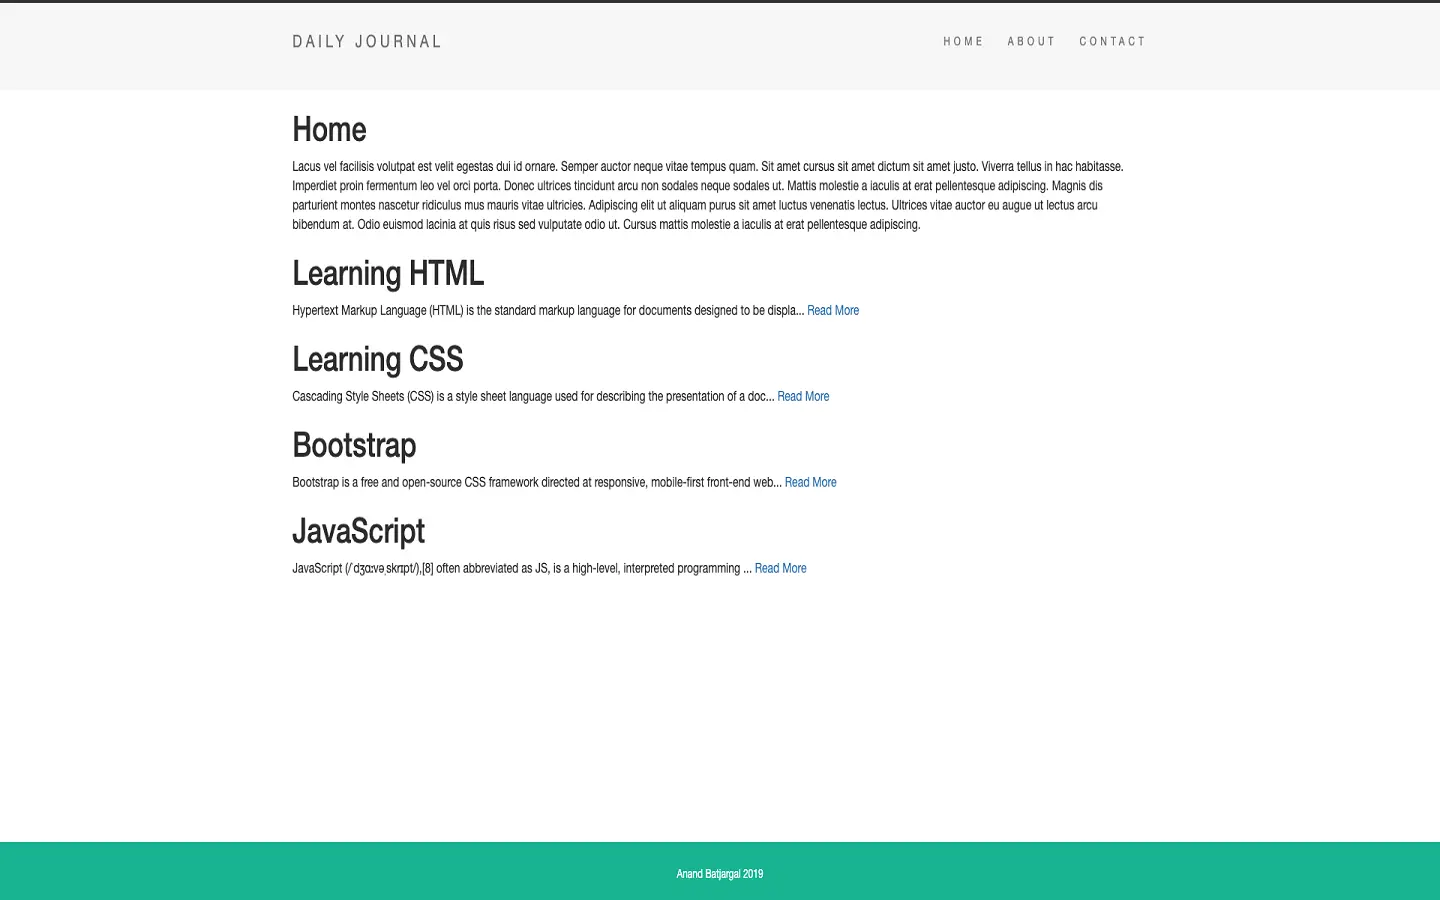 DAILY JOURNAL
HOME ABOUT CONTACT
Home
Lacus vel facilisis volutpat est velit egestas dui id ornare. Semper auctor neque vitae tempus quam. Sit amet cursus sit amet dictum sit amet justo. Viverra tellus in hac habitasse.
Imperdiet proin fermentum leo vel orci porta. Donec ultrices tincidunt arcu non sodales neque sodales ut. Mattis molestie a iaculis at erat pellentesque adipiscing. Magnis dis
parturient montes nascetur ridiculus mus mauris vitae ultricies. Adipiscing elit ut aliquam purus sit amet luctus venenatis lectus. Ultrices vitae auctor eu augue ut lectus arcu
bibendum at. Odio euismod lacinia at quis risus sed vulputate odio ut. Cursus mattis molestie a iaculis at erat pellentesque adipiscing.
Learning HTML
Hypertext Markup Language (HTML) is the standard markup language for documents designed to be displa... Read More
Learning CSS
Cascading Style Sheets (CSS) is a style sheet language used for describing the presentation of a doc... Read More
Bootstrap
Bootstrap is a free and open-source CSS framework directed at responsive, mobile-first front-end web... Read More
JavaScript
JavaScript (/ˈdʒɑːvəˌskrɪpt/),[8] often abbreviated as JS, is a high-level, interpreted programming ... Read More
Anand Batjargal 2019